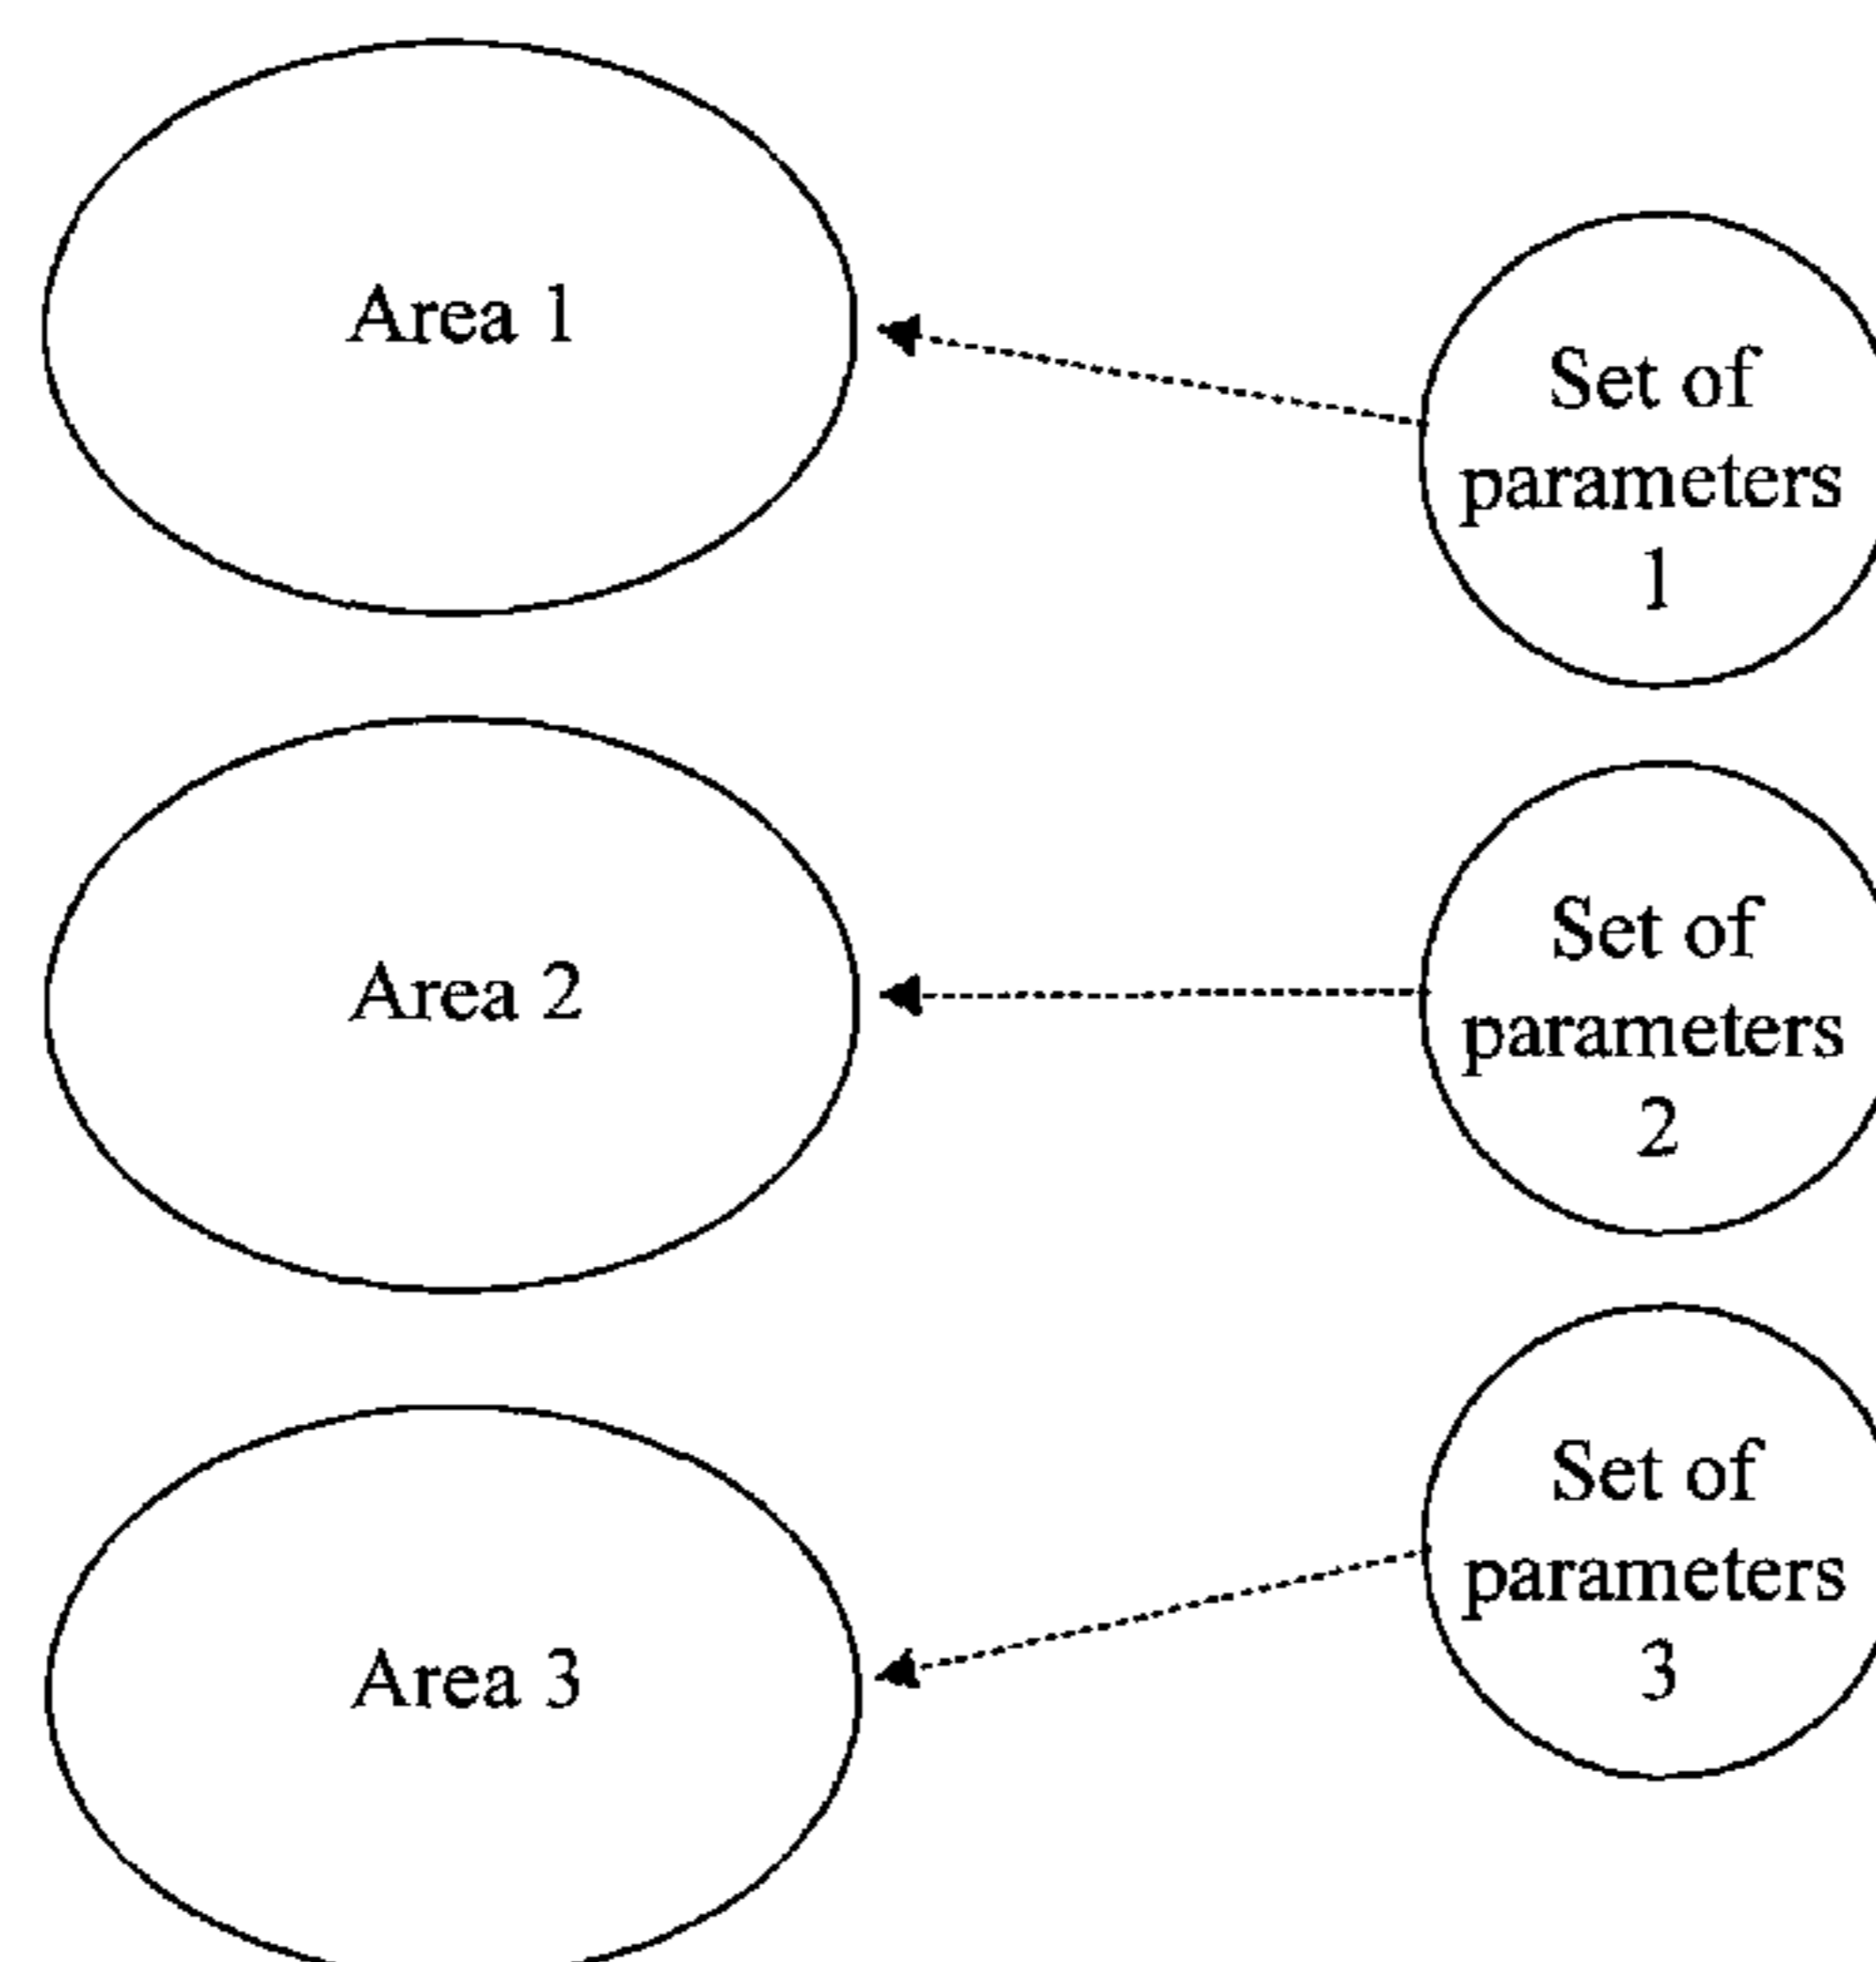 Area 1
Set of
parameters
1
Area 2
Set of
parameters
2
Area 3
Set of
parameters
3